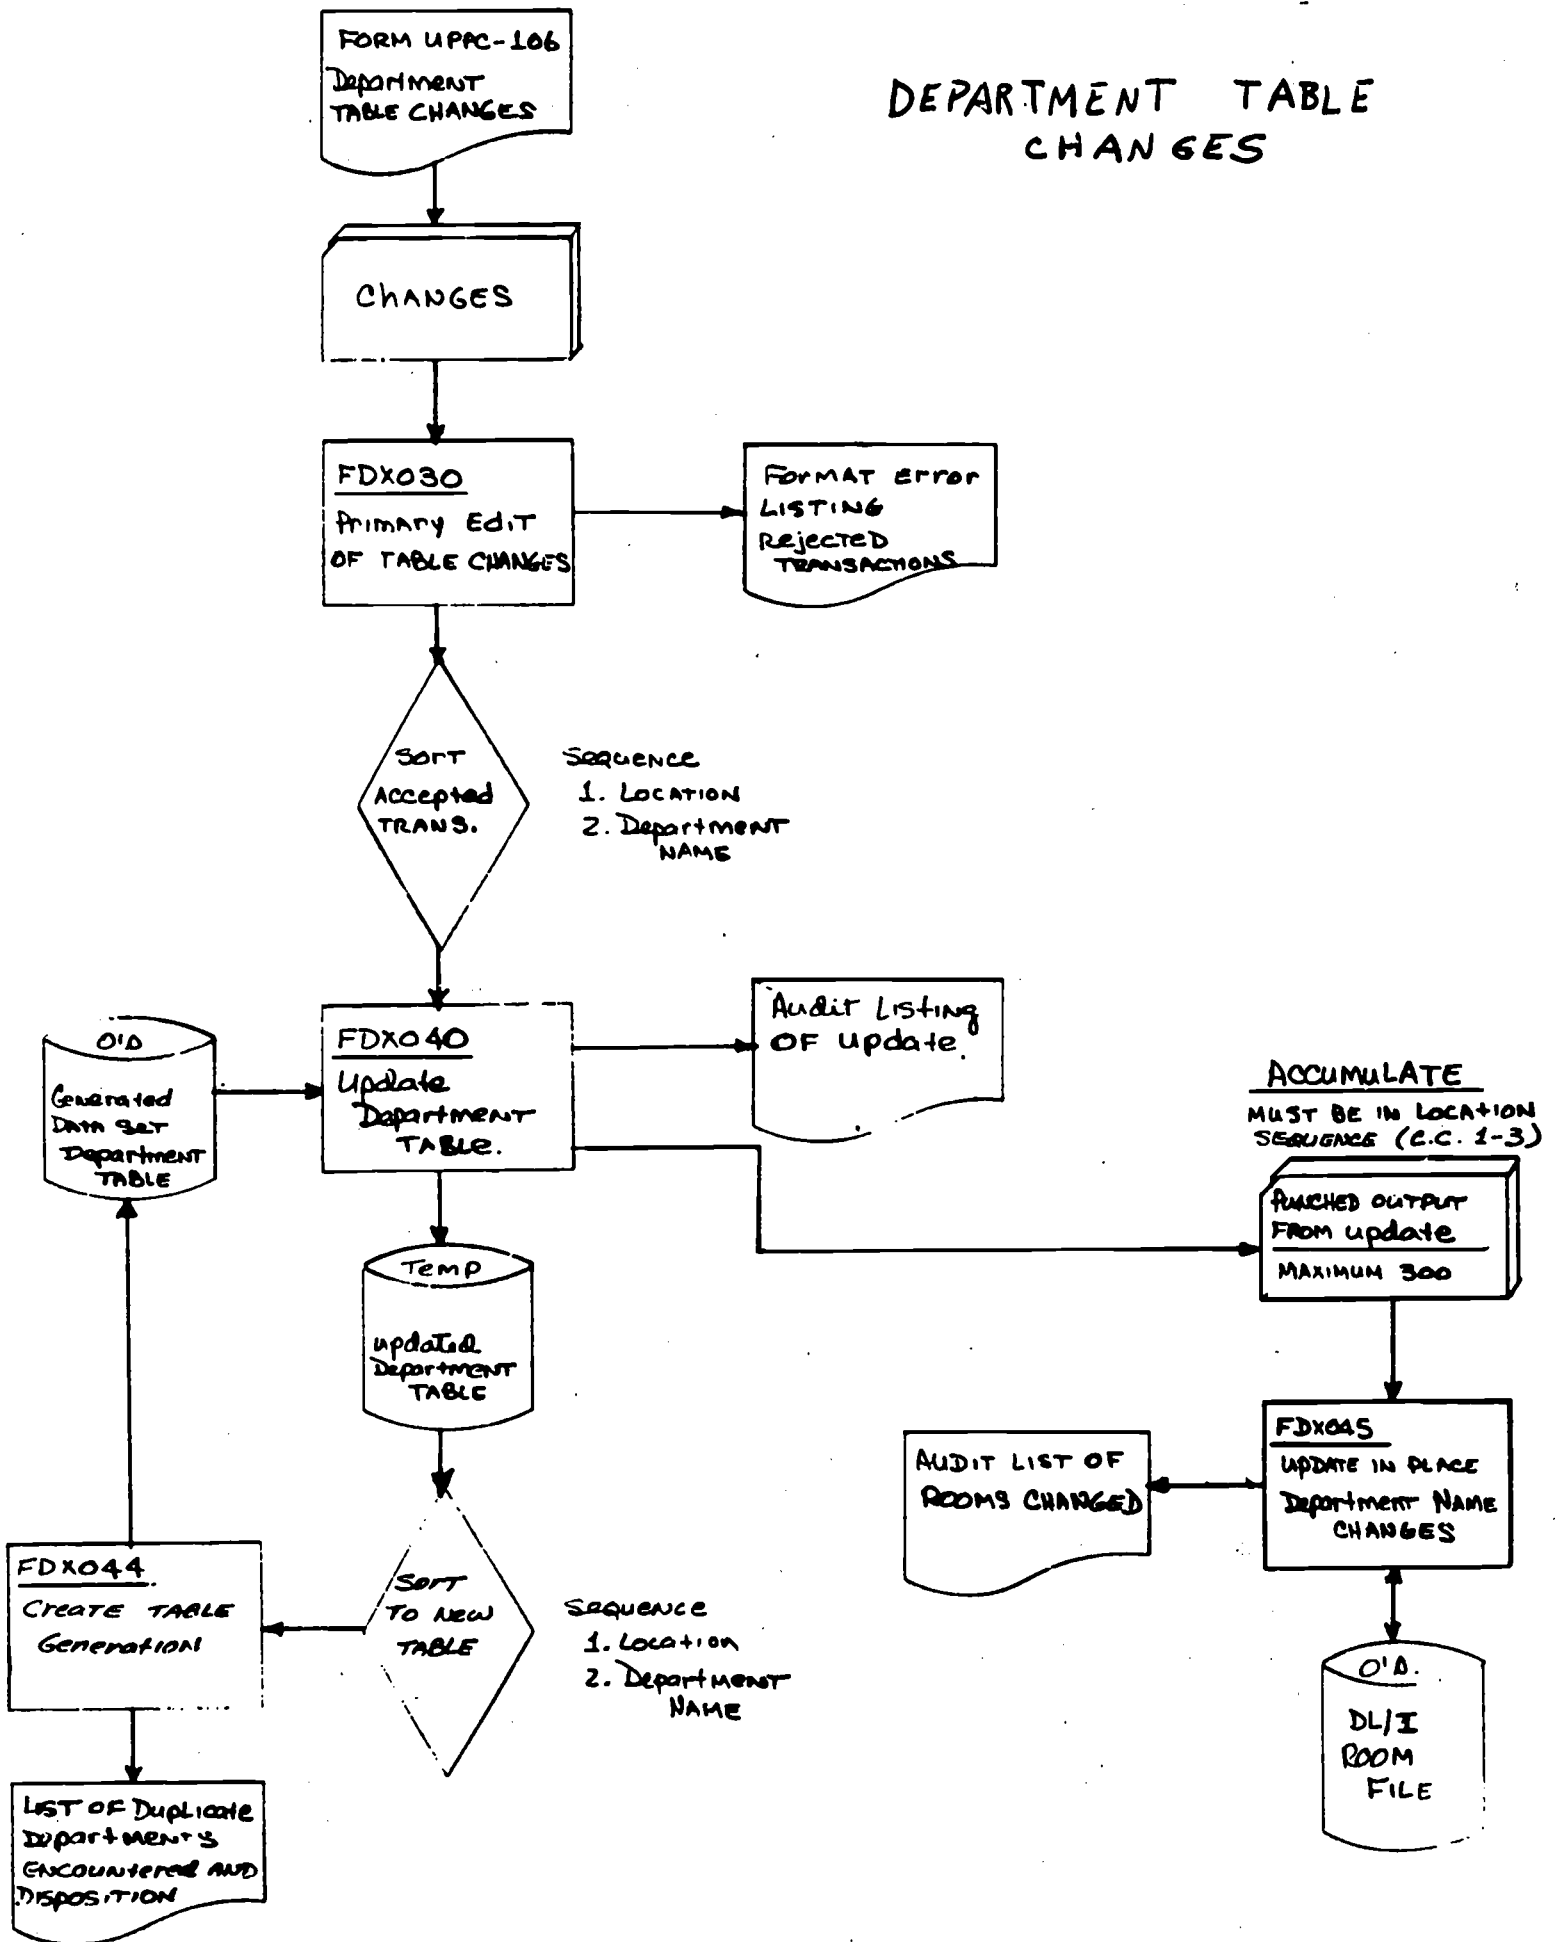 FORM UPPC-106
Department
TABLE CHANGES
DEPARTMENT TABLE
CHANGES
CHANGES
FDX030
Primary Edit
OF TABLE CHANGES
Format Error
LISTING
Rejected
TRANSACTIONS
Sort
Accepted
TRANS.
Sequence
1. LOCATION
2. Department
NAME
O'D
Generated
DATA SET
Department
TABLE
FDX040
Update
Department
TABLE.
Audit Listing
OF Update.
ACCUMULATE
MUST BE IN LOCATION
SEQUENCE (C.C. 1-3)
PUNCHED OUTPUT
FROM update
MAXIMUM 300
Temp
updated
Department
TABLE
FDX045
UPDATE IN PLACE
Department NAME
CHANGES
AUDIT LIST OF
ROOMS CHANGED
FDX044
Create TABLE
Generation
Sort
TO NEW
TABLE
Sequence
1. Location
2. Department
NAME
O'D.
DL/I
ROOM
FILE
LIST OF Duplicate
Departments
Encountered AND
DISPOSITION